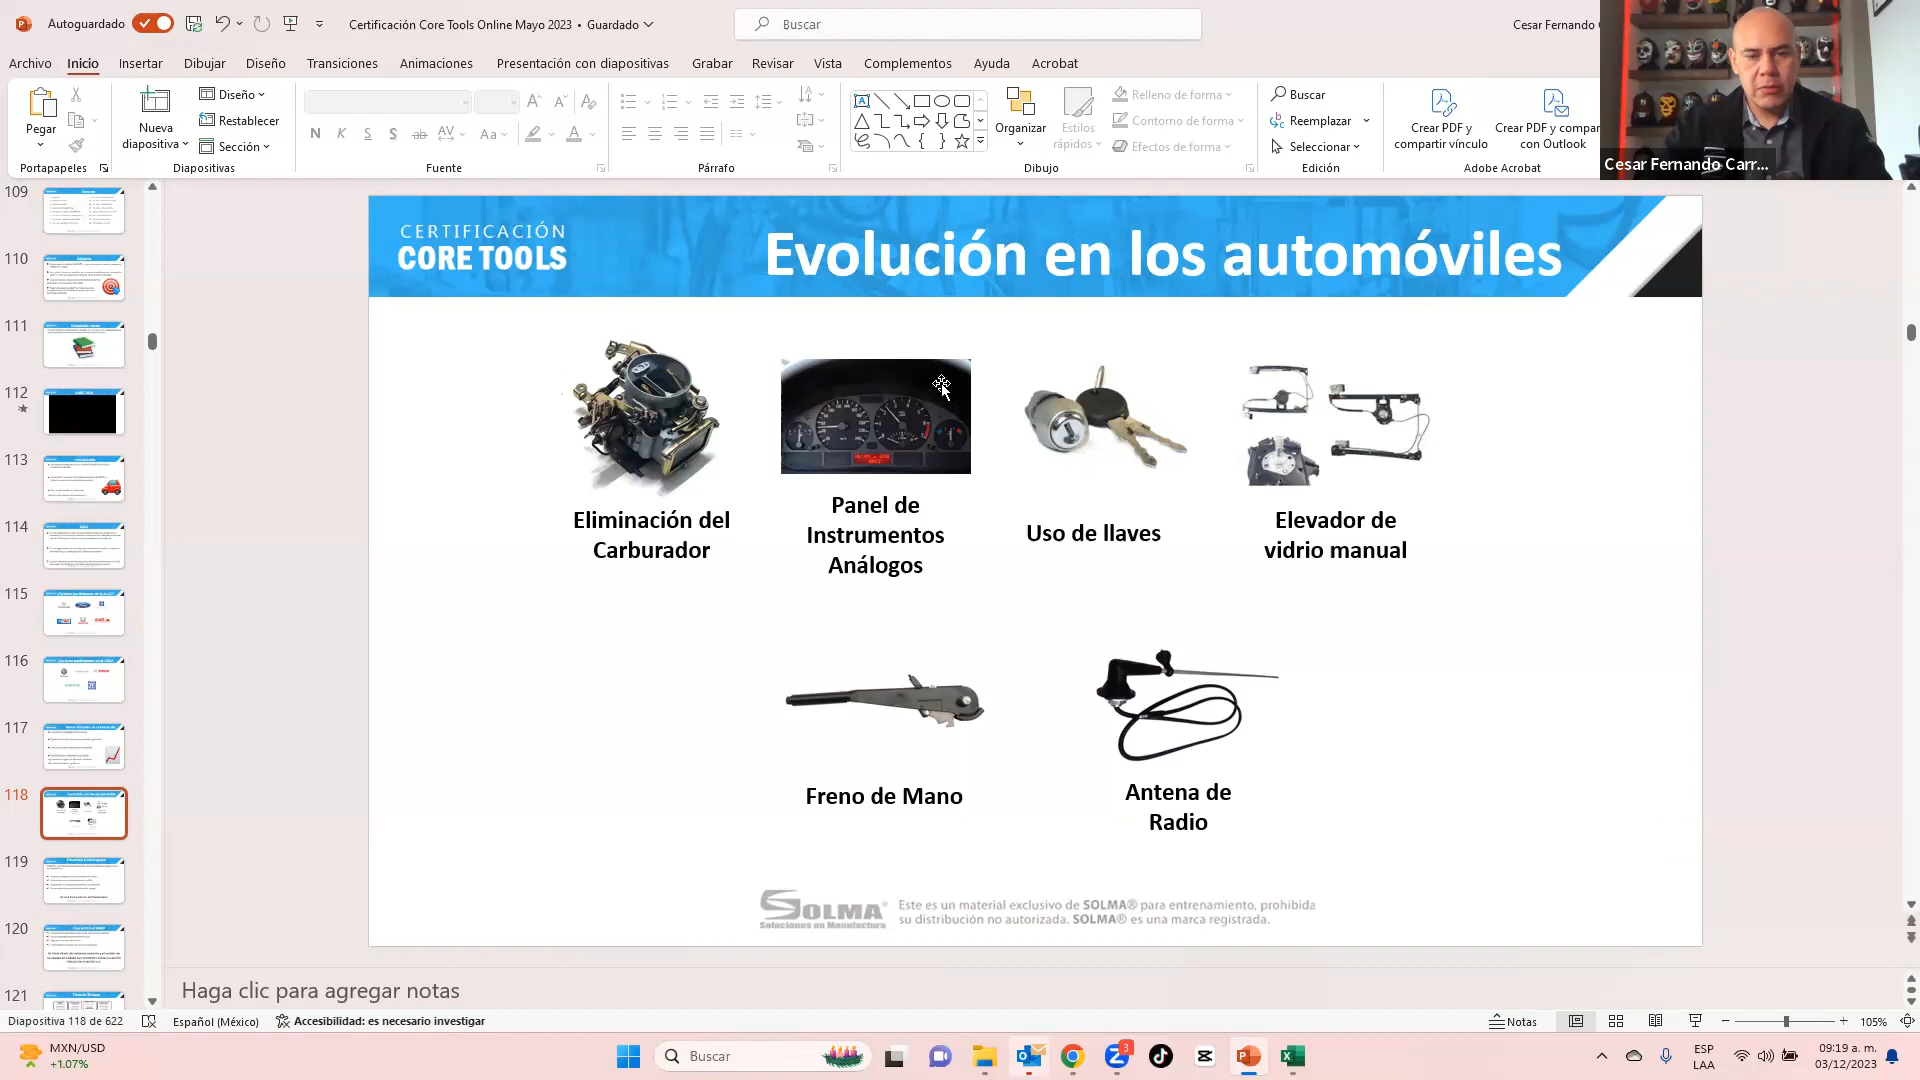 Autoguardado
Certificación Core Tools Online Mayo 2023 • Guardado
Buscar
Cesar Fernando
Archivo Inicio Insertar Dibujar Diseño Transiciones Animaciones Presentación con diapositivas Grabar Revisar Vista Complementos Ayuda Acrobat
Pegar
Portapapeles
Nueva
diapositiva
Diseño
Restablecer
Sección
Diapositivas
N K S S ab AV Aa A
Fuente
Párrafo
Organizar
Estilos
rápidos
Relleno de forma
Contorno de forma
Efectos de forma
Dibujo
Buscar
Reemplazar
Seleccionar
Edición
Crear PDF y
compartir vínculo
Crear PDF y compar
con Outlook
Adobe Acrobat
Cesar Fernando Carr...
109
110
111
112
113
114
115
116
117
118
119
120
121
CERTIFICACIÓN
CORE TOOLS
Evolución en los automóviles
Eliminación del
Carburador
Panel de
Instrumentos
Análogos
Uso de llaves
Elevador de
vidrio manual
Freno de Mano
Antena de
Radio
SOLMA®
Soluciones en Manufactura
Este es un material exclusivo de SOLMA® para entrenamiento, prohibida
su distribución no autorizada. SOLMA® es una marca registrada.
Haga clic para agregar notas
Diapositiva 118 de 622
Español (México)
Accesibilidad: es necesario investigar
Notas
105%
MXN/USD
+1.07%
Buscar
3
ESP
LAA
09:19 a. m.
03/12/2023